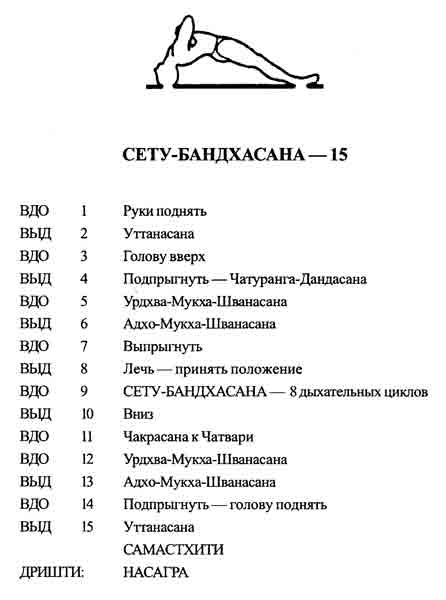 СЕТУ-БАНДХАСАНА — 15
ВДО 1 Руки поднять
ВЫД 2 Уттанасана
ВДО 3 Голову вверх
ВЫД 4 Подпрыгнуть — Чатуранга-Дандасана
ВДО 5 Урдхва-Мукха-Шванасана
ВЫД 6 Адхо-Мукха-Шванасана
ВДО 7 Выпрыгнуть
ВЫД 8 Лечь — принять положение
ВДО 9 СЕТУ-БАНДХАСАНА — 8 дыхательных циклов
ВЫД 10 Вниз
ВДО 11 Чакрасана к Чатвари
ВДО 12 Урдхва-Мукха-Шванасана
ВЫД 13 Адхо-Мукха-Шванасана
ВДО 14 Подпрыгнуть — голову поднять
ВЫД 15 Уттанасана
САМАСТХИТИ
ДРИШТИ: НАСАГРА